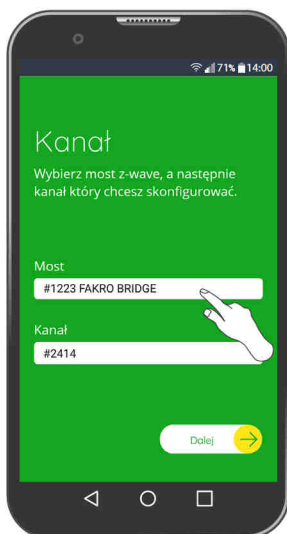 71% 14:00
Kanał
Wybierz most z-wave, a następnie
kanał który chcesz skonfigurować.
Most
#1223 FAKRO BRIDGE
Kanał
#2414
Dalej